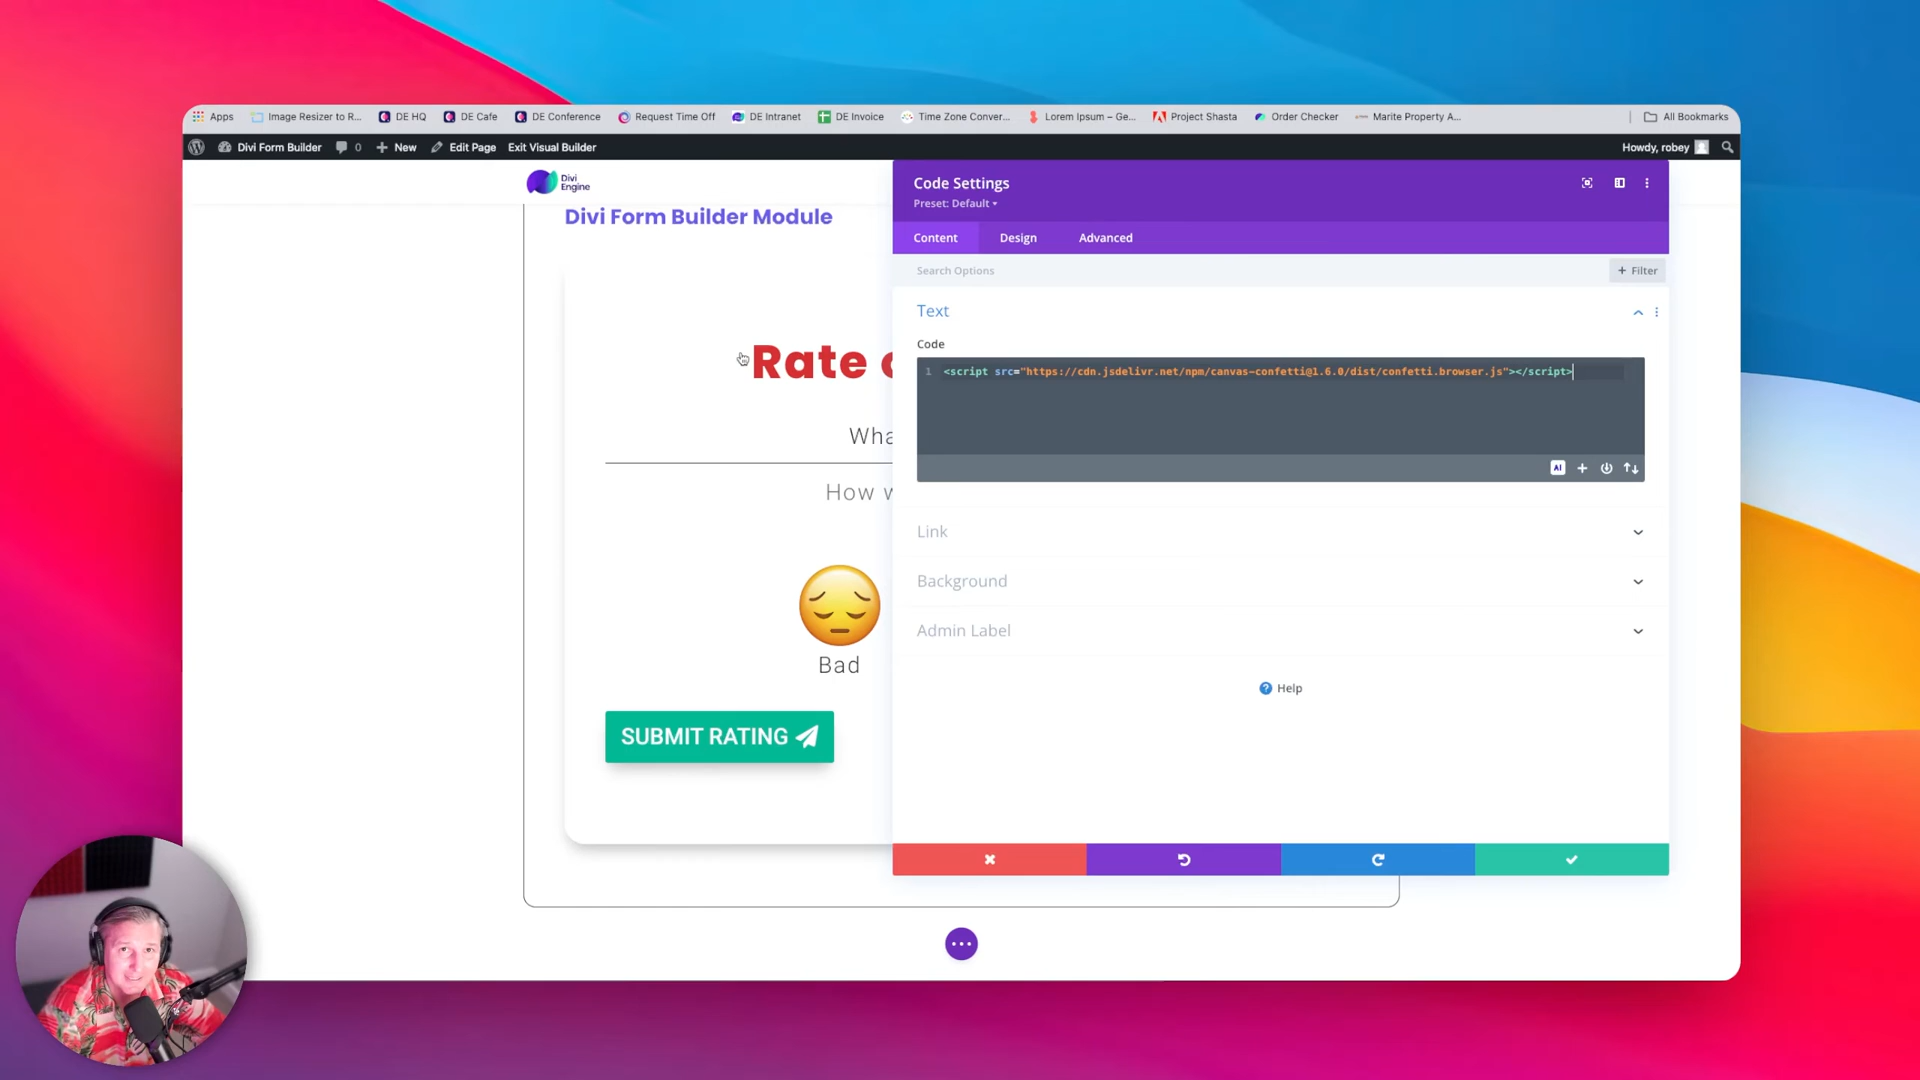 Apps
Image Resizer to R...
DE HQ
DE Cafe
DE Conference
Request Time Off
DE Intranet
DE Invoice
Time Zone Conver...
Lorem Ipsum – Ge...
Project Shasta
Order Checker
Marite Property A...
All Bookmarks
Divi Form Builder
0
New
Edit Page
Exit Visual Builder
Howdy, robey
Divi
Engine
Divi Form Builder Module
Rate
Wha
How w
Bad
SUBMIT RATING
Code Settings
Preset: Default
Content
Design
Advanced
Search Options
+ Filter
Text
Code
1 <script src="https://cdn.jsdelivr.net/npm/canvas-confetti@1.6.0/dist/confetti.browser.js"></script>
AI
Link
Background
Admin Label
? Help